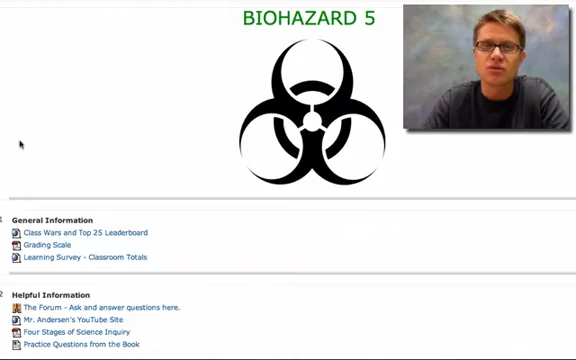 BIOHAZARD 5
1
General Information
Class Wars and Top 25 Leaderboard
Grading Scale
Learning Survey - Classroom Totals
2
Helpful Information
The Forum - Ask and answer questions here.
Mr. Andersen's YouTube Site
Four Stages of Science Inquiry
Practice Questions from the Book